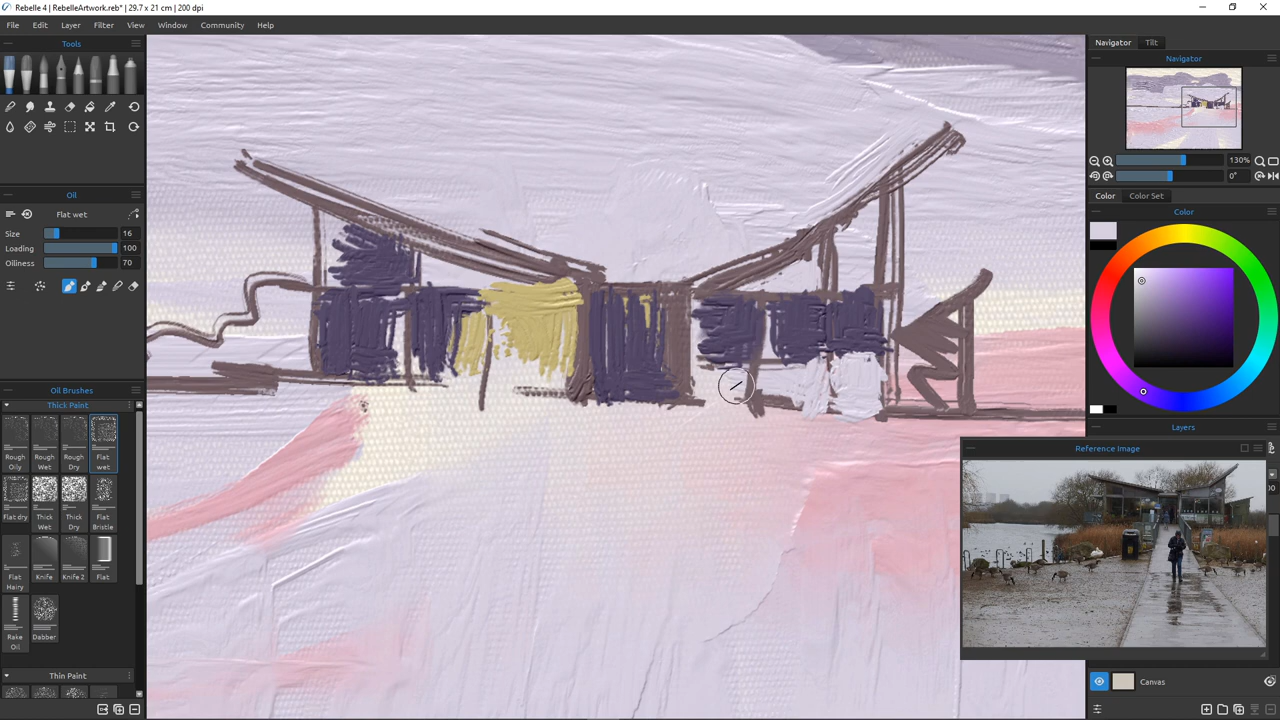 Rebelle 4 | RebelleArtwork.reb* | 29.7 x 21 cm | 200 dpi
File Edit Layer Filter View Window Community Help
Tools
Oil
Flat wet
Size 16
Loading 100
Oiliness 70
Oil Brushes
Thick Paint
Rough Oily Rough Wet Rough Dry Flat wet
Flat dry Thick Wet Thick Dry Flat Bristle
Flat Hairy Knife Knife 2 Flat
Rake Oil Dabber
Thin Paint
Navigator Tilt
Navigator
130%
0°
Color Color Set
Color
Layers
Reference Image
Canvas